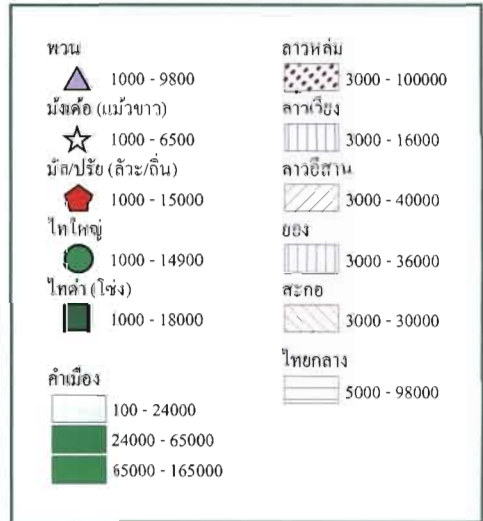 พวน
1000 - 9800
ม้งเด๊อ (แม้วขาว)
1000 - 6500
มัล/ปรัย (ลัวะ/ถิ่น)
1000 - 15000
ไทใหญ่
1000 - 14900
ไทดำ (โซ่ง)
1000 - 18000
คำเมือง
100 - 24000
24000 - 65000
65000 - 165000
ลาวหล่ม
3000 - 100000
ลาวเวียง
3000 - 16000
ลาวอีสาน
3000 - 40000
ยอง
3000 - 36000
สะกอ
3000 - 30000
ไทยกลาง
5000 - 98000